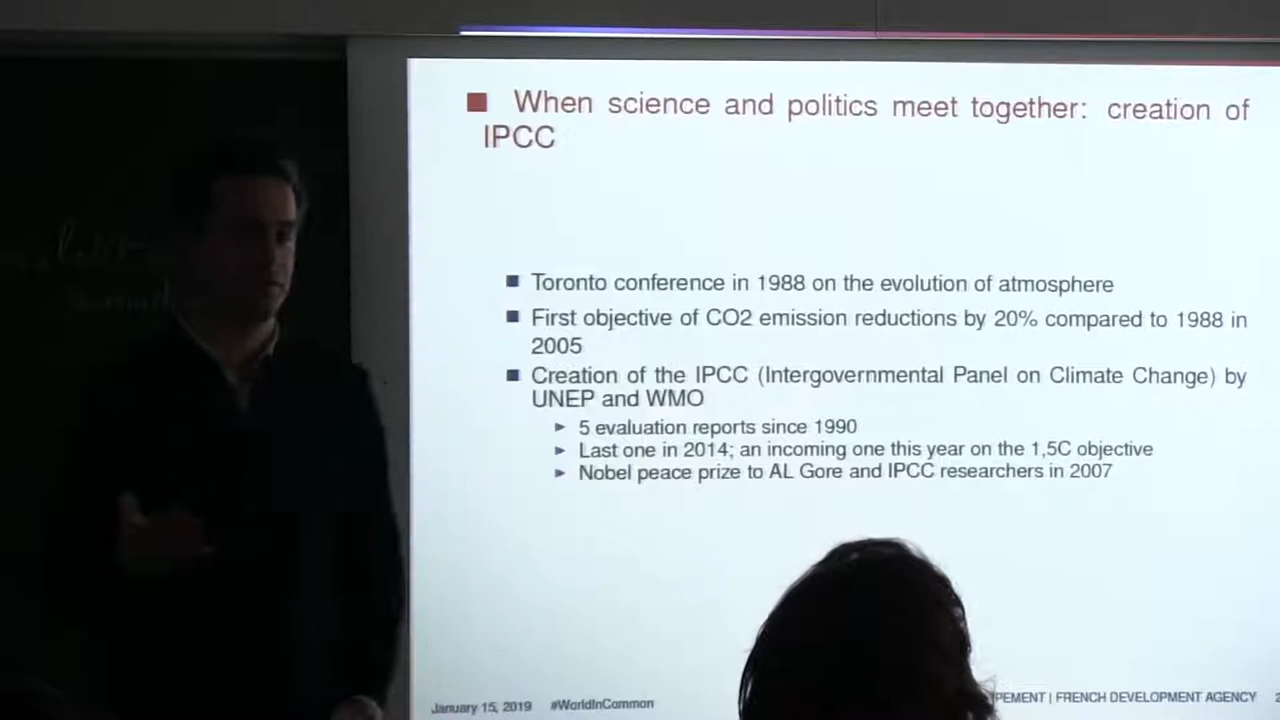 When science and politics meet together: creation of
IPCC
Toronto conference in 1988 on the evolution of atmosphere
First objective of CO2 emission reductions by 20% compared to 1988 in
2005
Creation of the IPCC (Intergovernmental Panel on Climate Change) by
UNEP and WMO
5 evaluation reports since 1990
Last one in 2014; an incoming one this year on the 1,5C objective
Nobel peace prize to AL Gore and IPCC researchers in 2007
January 15, 2019 #WorldInCommon PEMENT | FRENCH DEVELOPMENT AGENCY 2